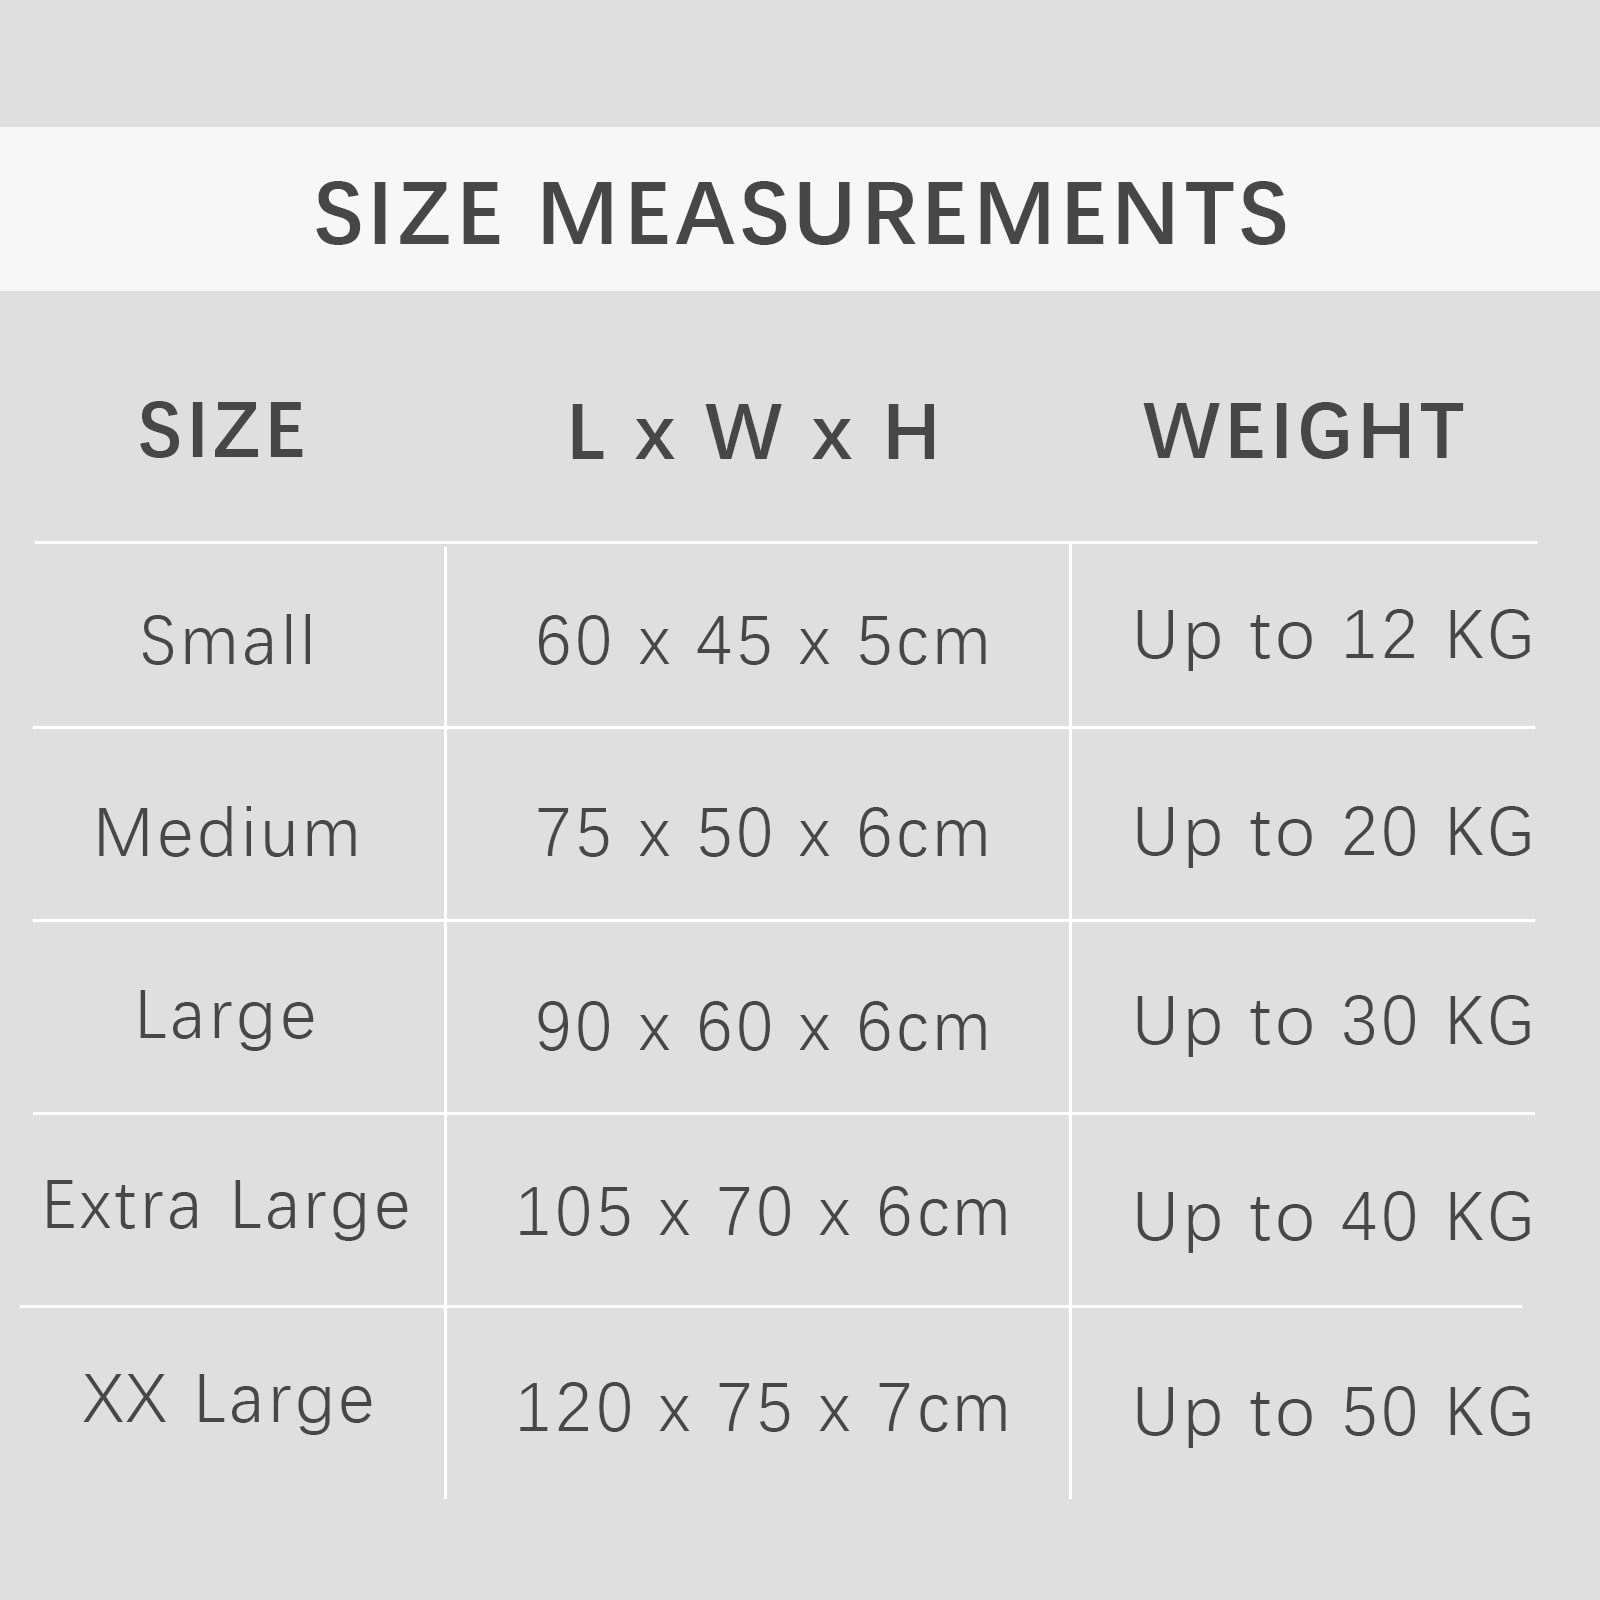 SIZE MEASUREMENTS
SIZE L x W x H WEIGHT
Small 60 x 45 x 5cm Up to 12 KG
Medium 75 x 50 x 6cm Up to 20 KG
Large 90 x 60 x 6cm Up to 30 KG
Extra Large 105 x 70 x 6cm Up to 40 KG
XX Large 120 x 75 x 7cm Up to 50 KG